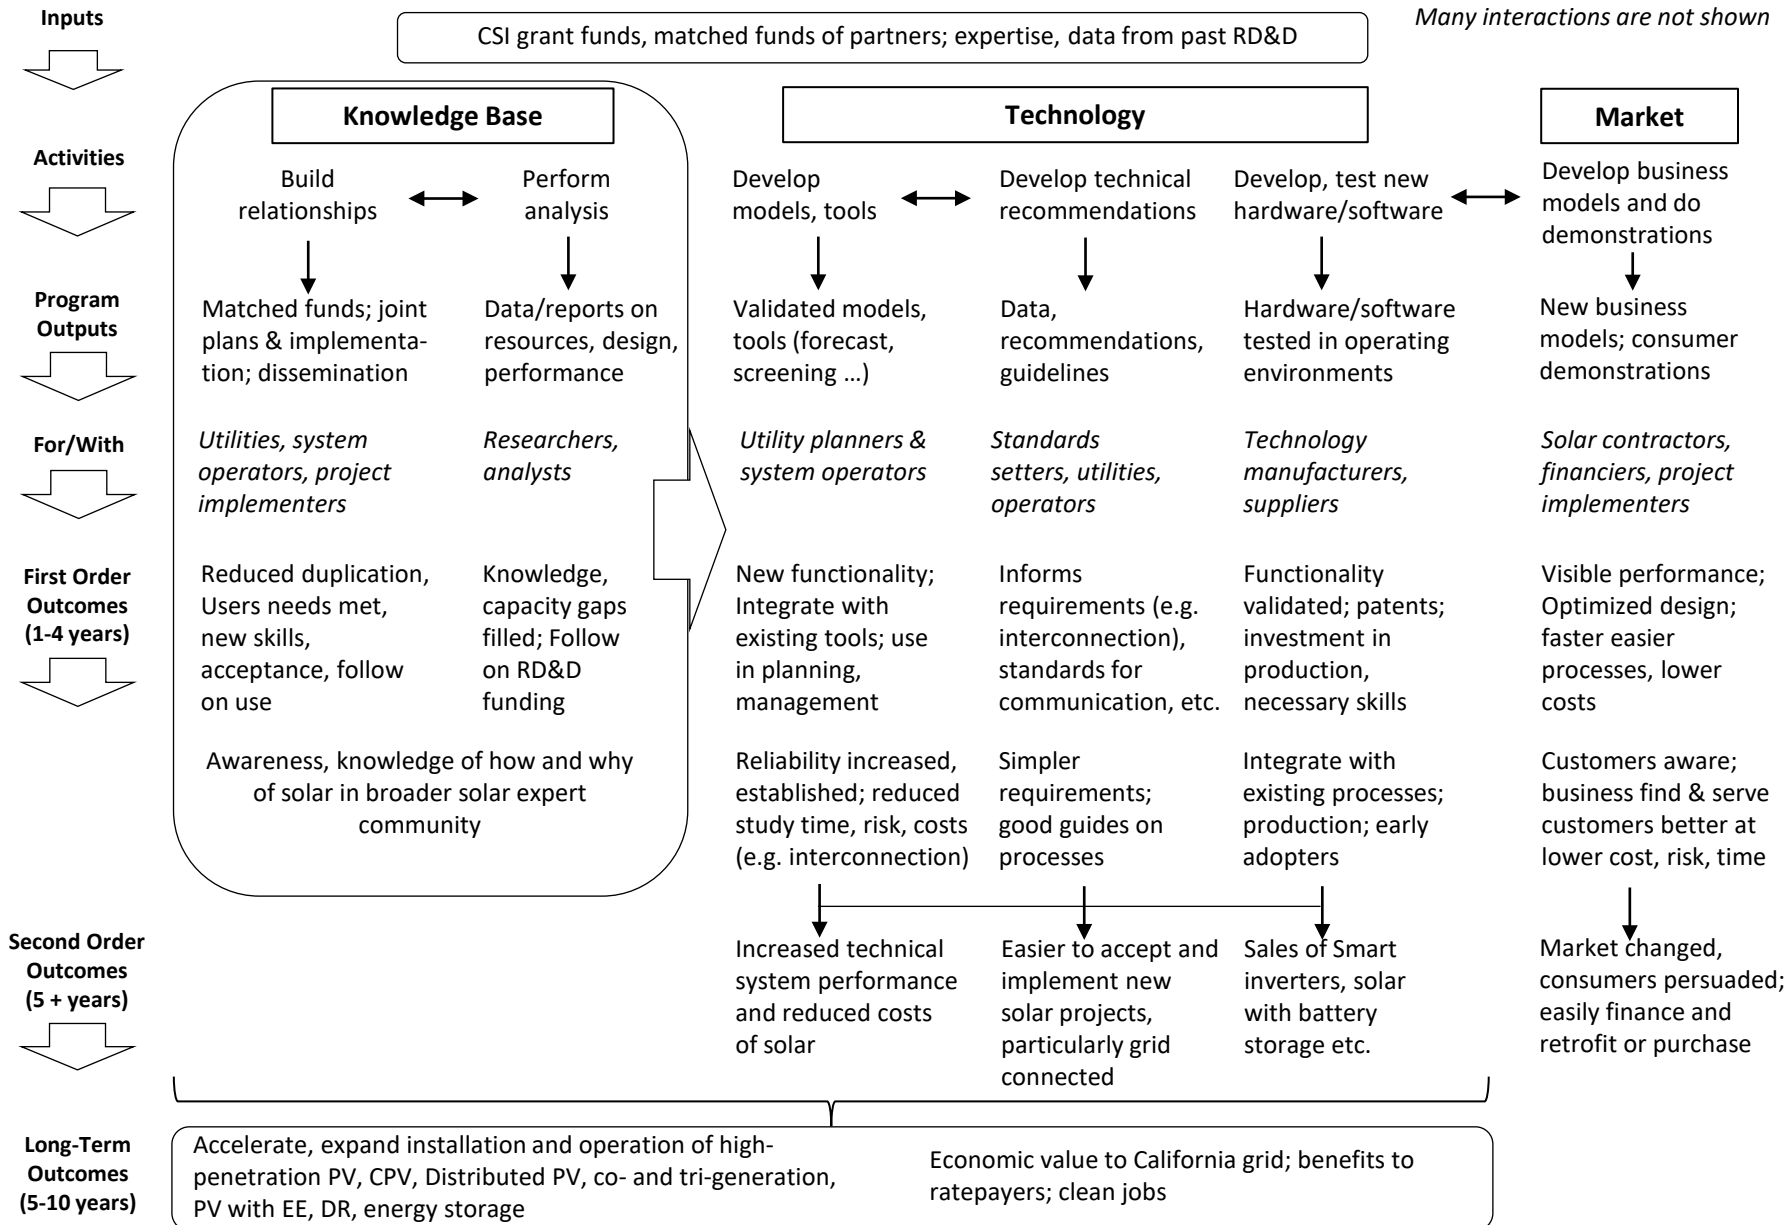 Inputs
CSI grant funds, matched funds of partners; expertise, data from past RD&D
Many interactions are not shown
Knowledge Base
Technology
Market
Activities
Build
relationships
Perform
analysis
Develop
models, tools
Develop technical
recommendations
Develop, test new
hardware/software
Develop business
models and do
demonstrations
Program
Outputs
Matched funds; joint
plans & implementa-
tion; dissemination
Data/reports on
resources, design,
performance
Validated models,
tools (forecast,
screening …)
Data,
recommendations,
guidelines
Hardware/software
tested in operating
environments
New business
models; consumer
demonstrations
For/With
Utilities, system
operators, project
implementers
Researchers,
analysts
Utility planners &
system operators
Standards
setters, utilities,
operators
Technology
manufacturers,
suppliers
Solar contractors,
financiers, project
implementers
First Order
Outcomes
(1-4 years)
Reduced duplication,
Users needs met,
new skills,
acceptance, follow
on use
Knowledge,
capacity gaps
filled; Follow
on RD&D
funding
New functionality;
Integrate with
existing tools; use
in planning,
management
Informs
requirements (e.g.
interconnection),
standards for
communication, etc.
Functionality
validated; patents;
investment in
production,
necessary skills
Visible performance;
Optimized design;
faster easier
processes, lower
costs
Awareness, knowledge of how and why
of solar in broader solar expert
community
Reliability increased,
established; reduced
study time, risk, costs
(e.g. interconnection)
Simpler
requirements;
good guides on
processes
Integrate with
existing processes;
production; early
adopters
Customers aware;
business find & serve
customers better at
lower cost, risk, time
Second Order
Outcomes
(5 + years)
Increased technical
system performance
and reduced costs
of solar
Easier to accept and
implement new
solar projects,
particularly grid
connected
Sales of Smart
inverters, solar
with battery
storage etc.
Market changed,
consumers persuaded;
easily finance and
retrofit or purchase
Long-Term
Outcomes
(5-10 years)
Accelerate, expand installation and operation of high-
penetration PV, CPV, Distributed PV, co- and tri-generation,
PV with EE, DR, energy storage
Economic value to California grid; benefits to
ratepayers; clean jobs